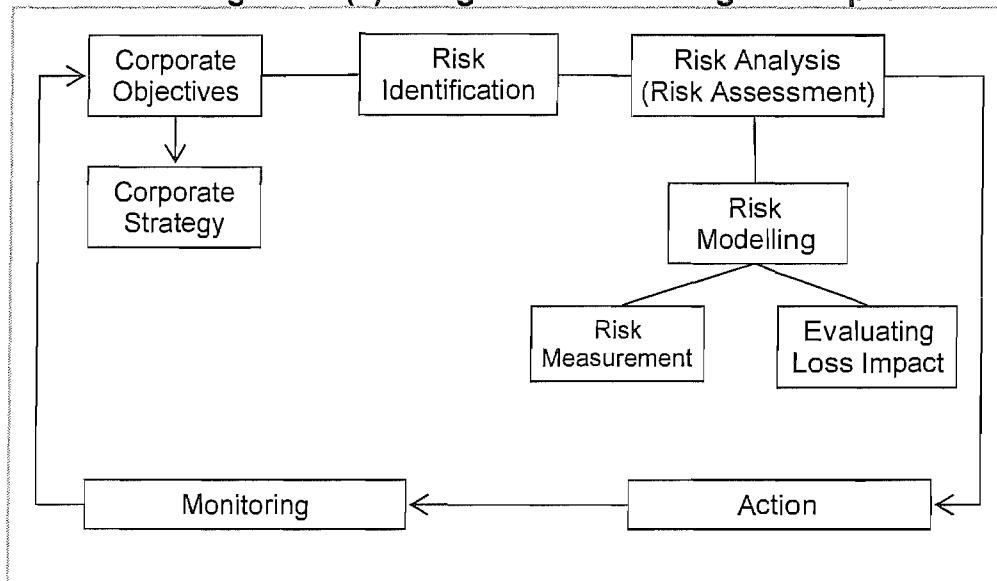 Corporate
Objectives
Risk
Identification
Risk Analysis
(Risk Assessment)
Corporate
Strategy
Risk
Modelling
Risk
Measurement
Evaluating
Loss Impact
Monitoring
Action